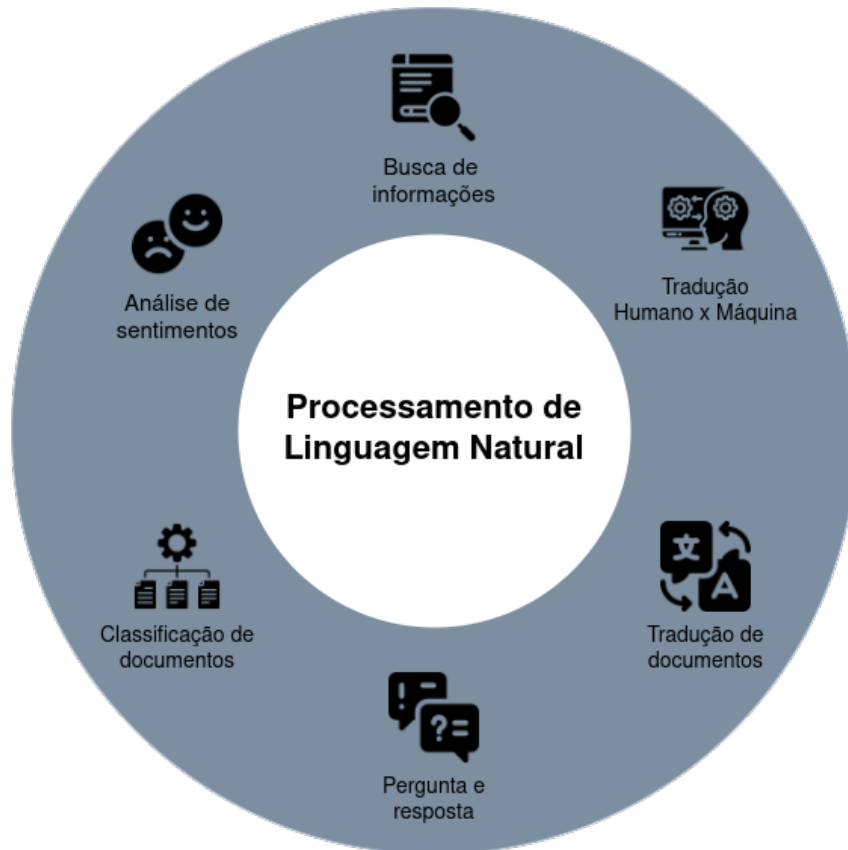 Busca de
informações
Tradução
Humano x Máquina
Tradução de
documentos
Pergunta e
resposta
Classificação de
documentos
Análise de
sentimentos
Processamento de
Linguagem Natural
文
A
!
?=